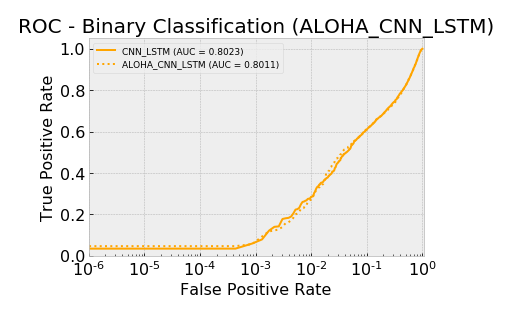 ROC - Binary Classification (ALOHA_CNN_LSTM)
CNN_LSTM (AUC = 0.8023)
ALOHA_CNN_LSTM (AUC = 0.8011)
True Positive Rate
1.0
0.8
0.6
0.4
0.2
0.0
10⁻⁶ 10⁻⁵ 10⁻⁴ 10⁻³ 10⁻² 10⁻¹ 10⁰
False Positive Rate